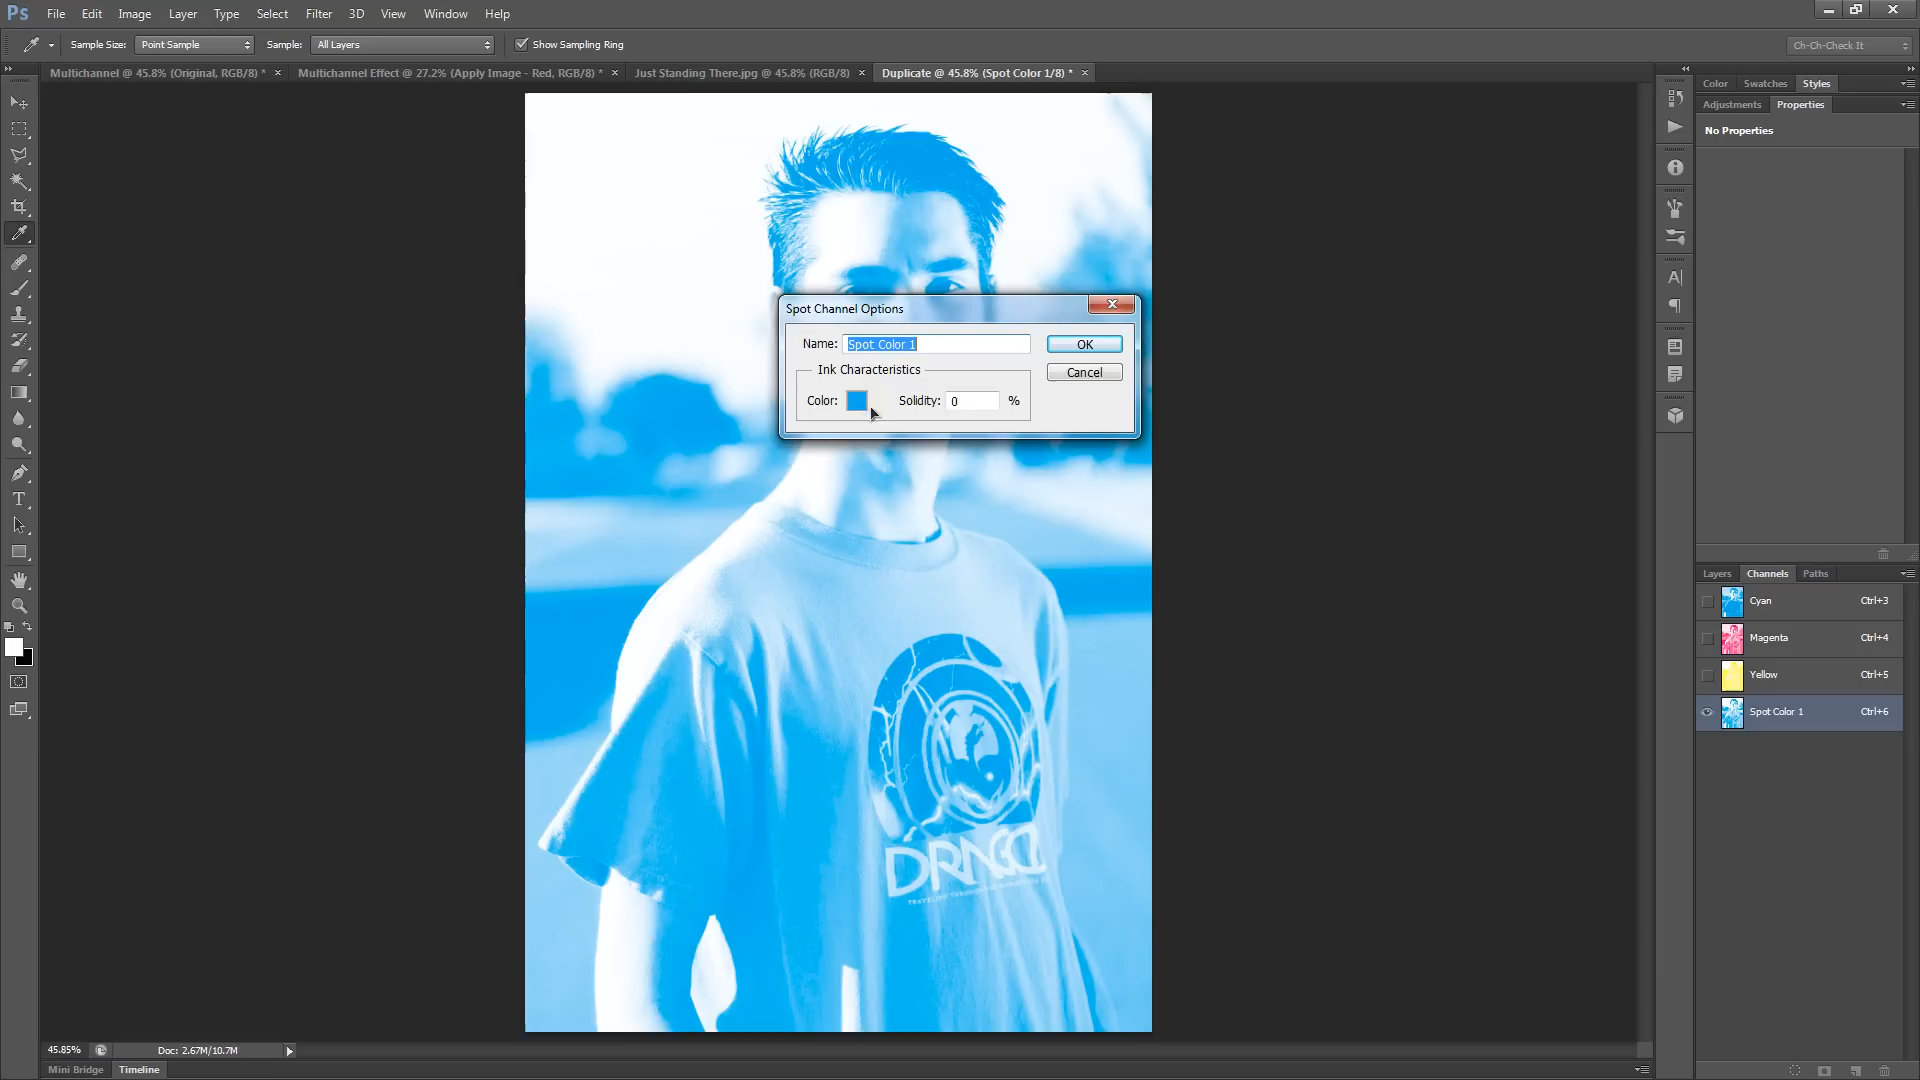 Ps File Edit Image Layer Type Select Filter 3D View Window Help
Sample Size: Point Sample Sample: All Layers Show Sampling Ring Ch-Ch-Check It
Multichannel @ 45.8% (Original, RGB/8) * × Multichannel Effect @ 27.2% (Apply Image - Red, RGB/8) * × Just Standing There.jpg @ 45.8% (RGB/8) × Duplicate @ 45.8% (Spot Color 1/8) * ×
Color Swatches Styles
Adjustments Properties
No Properties
Spot Channel Options
Name: Spot Color 1 OK
Ink Characteristics
Cancel
Color: Solidity: 0 %
Layers Channels Paths
Cyan Ctrl+3
Magenta Ctrl+4
Yellow Ctrl+5
Spot Color 1 Ctrl+6
45.85% Doc: 2.67M/10.7M
Mini Bridge Timeline